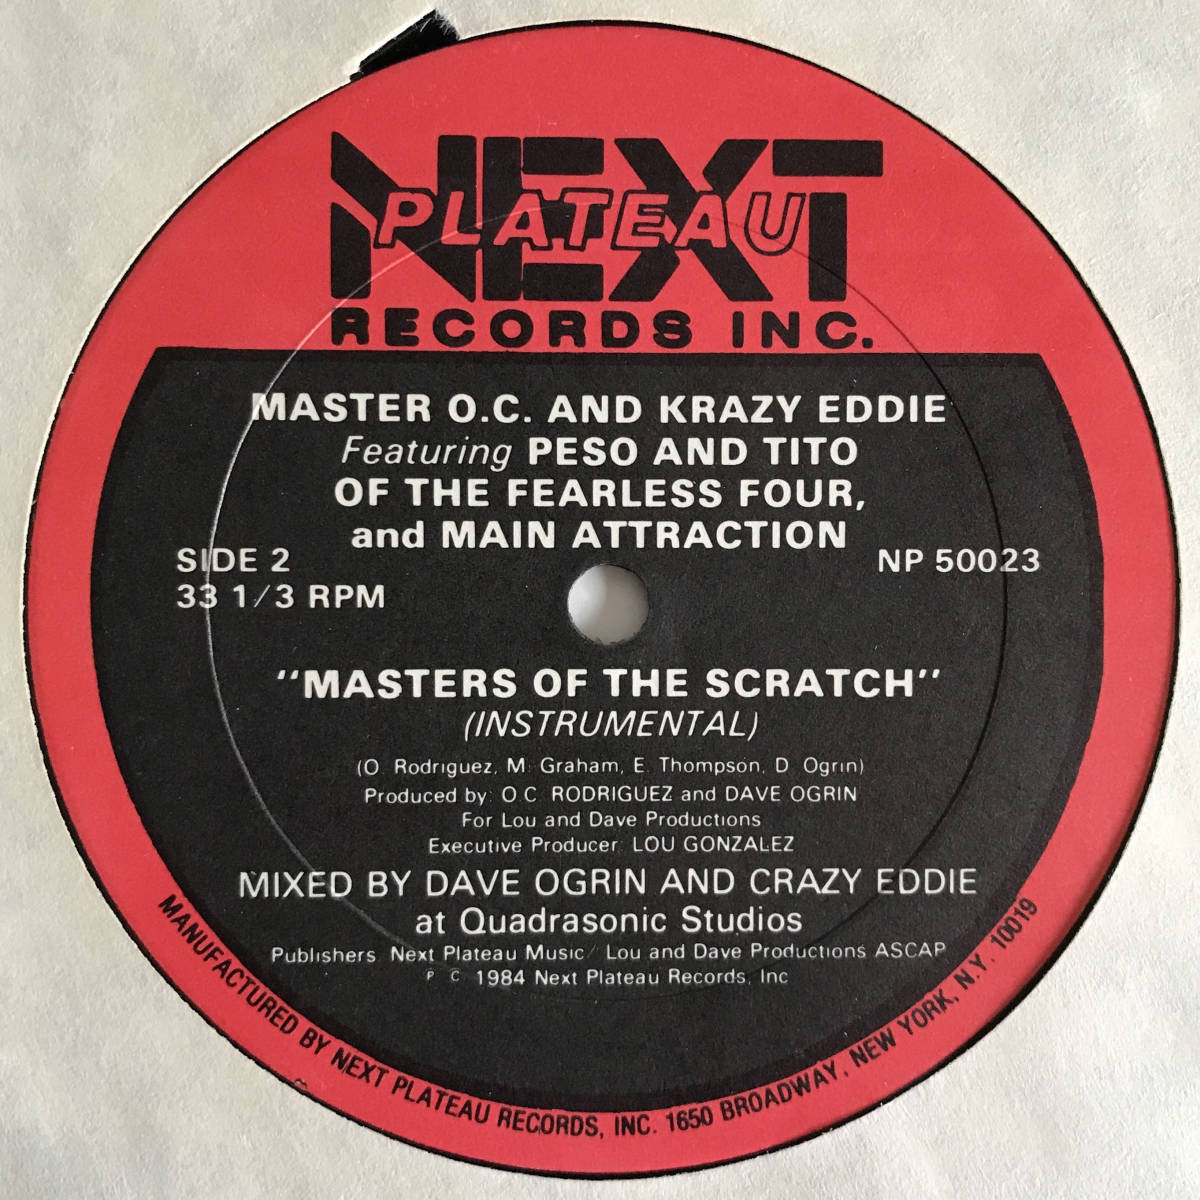 NEXT
PLATEAU
RECORDS INC.
MASTER O.C. AND KRAZY EDDIE
Featuring PESO AND TITO
OF THE FEARLESS FOUR,
and MAIN ATTRACTION
SIDE 2
NP 50023
33 1/3 RPM
"MASTERS OF THE SCRATCH"
(INSTRUMENTAL)
(O. Rodriguez, M. Graham, E. Thompson, D. Ogrin)
Produced by: O.C. RODRIGUEZ and DAVE OGRIN
For Lou and Dave Productions
Executive Producer: LOU GONZALEZ
MIXED BY DAVE OGRIN AND CRAZY EDDIE
at Quadrasonic Studios
Publishers: Next Plateau Music/ Lou and Dave Productions ASCAP
P C 1984 Next Plateau Records, Inc
MANUFACTURED BY NEXT PLATEAU RECORDS, INC. 1650 BROADWAY, NEW YORK, N.Y. 10019